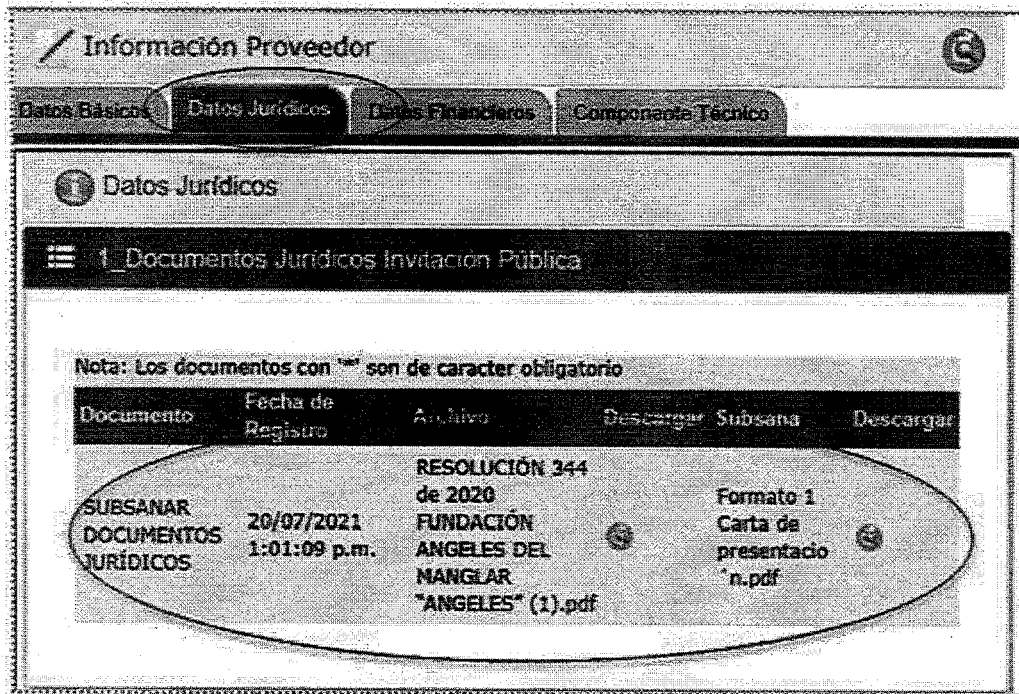 Información Proveedor
Datos Básicos Datos Jurídicos Datos Financieros Componente Técnico
Datos Jurídicos
1_Documentos Jurídicos Invitación Pública
Nota: Los documentos con '*' son de caracter obligatorio
Documento Fecha de Registro Archivo Descargar Subsana Descargar
SUBSANAR
DOCUMENTOS
JURÍDICOS
20/07/2021
1:01:09 p.m.
RESOLUCIÓN 344
de 2020
FUNDACIÓN
ANGELES DEL
MANGLAR
"ANGELES" (1).pdf
Formato 1
Carta de
presentacio
´n.pdf